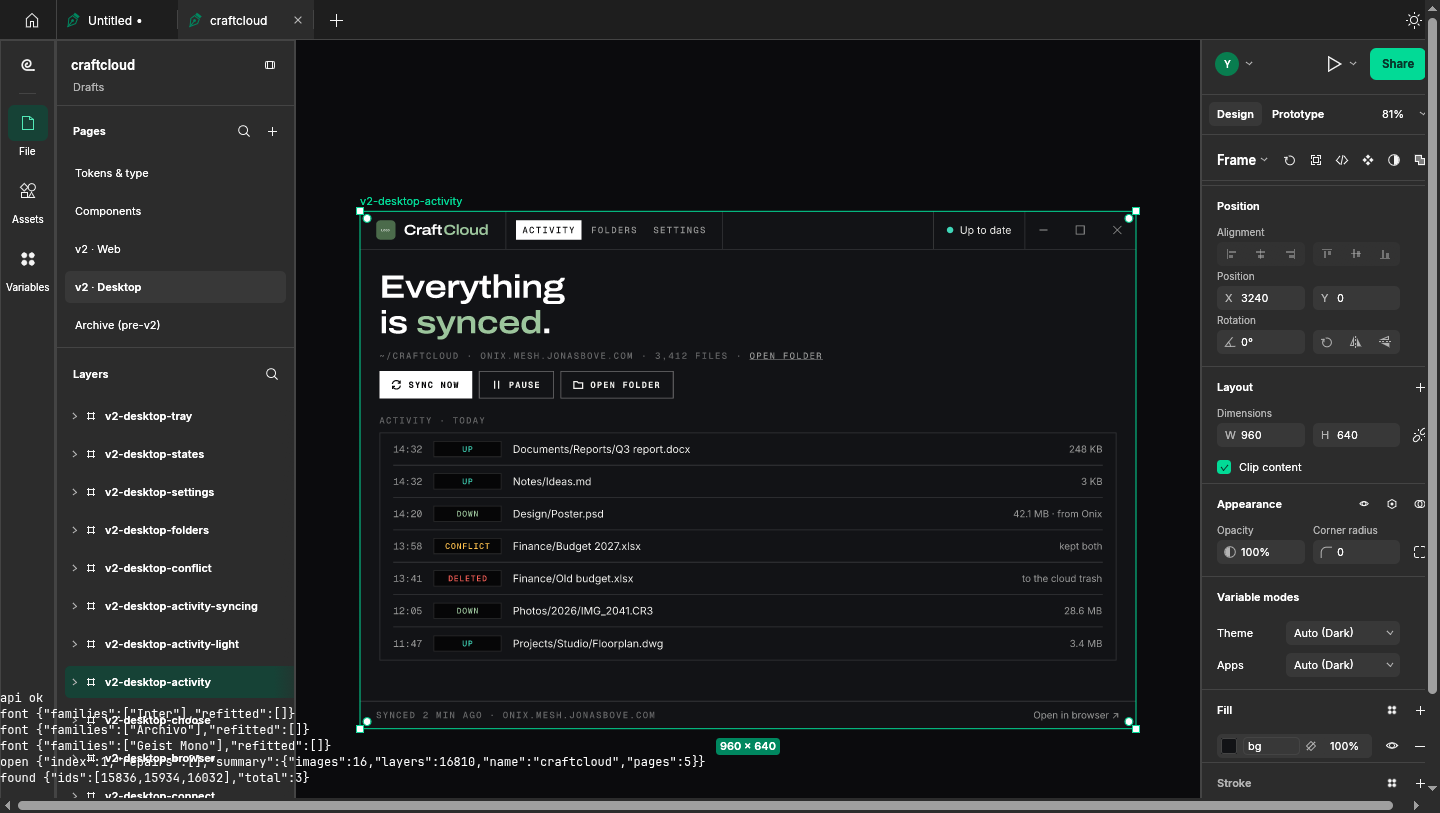 Untitled •
craftcloud
craftcloud
Drafts
File
Assets
Variables
Pages
Tokens & type
Components
v2 · Web
v2 · Desktop
Archive (pre-v2)
Layers
v2-desktop-tray
v2-desktop-states
v2-desktop-settings
v2-desktop-folders
v2-desktop-conflict
v2-desktop-activity-syncing
v2-desktop-activity-light
v2-desktop-activity
v2-desktop-choose
v2-desktop-browser
v2-desktop-connect
api ok
font {"families":["Inter"],"refitted":[]}
font {"families":["Archivo"],"refitted":[]}
font {"families":["Geist Mono"],"refitted":[]}
open {"index":1,"repairs":[],"summary":{"images":16,"layers":16810,"name":"craftcloud","pages":5}}
found {"ids":[15836,15934,16032],"total":3}
v2-desktop-activity
CraftCloud
ACTIVITY FOLDERS SETTINGS
Up to date
Everything
is synced.
~/CRAFTCLOUD · ONIX.MESH.JONASBOVE.COM · 3,412 FILES · OPEN FOLDER
SYNC NOW
PAUSE
OPEN FOLDER
ACTIVITY · TODAY
14:32 UP Documents/Reports/Q3 report.docx 248 KB
14:32 UP Notes/Ideas.md 3 KB
14:20 DOWN Design/Poster.psd 42.1 MB · from Onix
13:58 CONFLICT Finance/Budget 2027.xlsx kept both
13:41 DELETED Finance/Old budget.xlsx to the cloud trash
12:05 DOWN Photos/2026/IMG_2041.CR3 28.6 MB
11:47 UP Projects/Studio/Floorplan.dwg 3.4 MB
SYNCED 2 MIN AGO · ONIX.MESH.JONASBOVE.COM
Open in browser ↗
960 × 640
Y
Share
Design Prototype 81%
Frame
Position
Alignment
Position
X 3240 Y 0
Rotation
0°
Layout
Dimensions
W 960 H 640
Clip content
Appearance
Opacity Corner radius
100% 0
Variable modes
Theme Auto (Dark)
Apps Auto (Dark)
Fill
bg 100%
Stroke